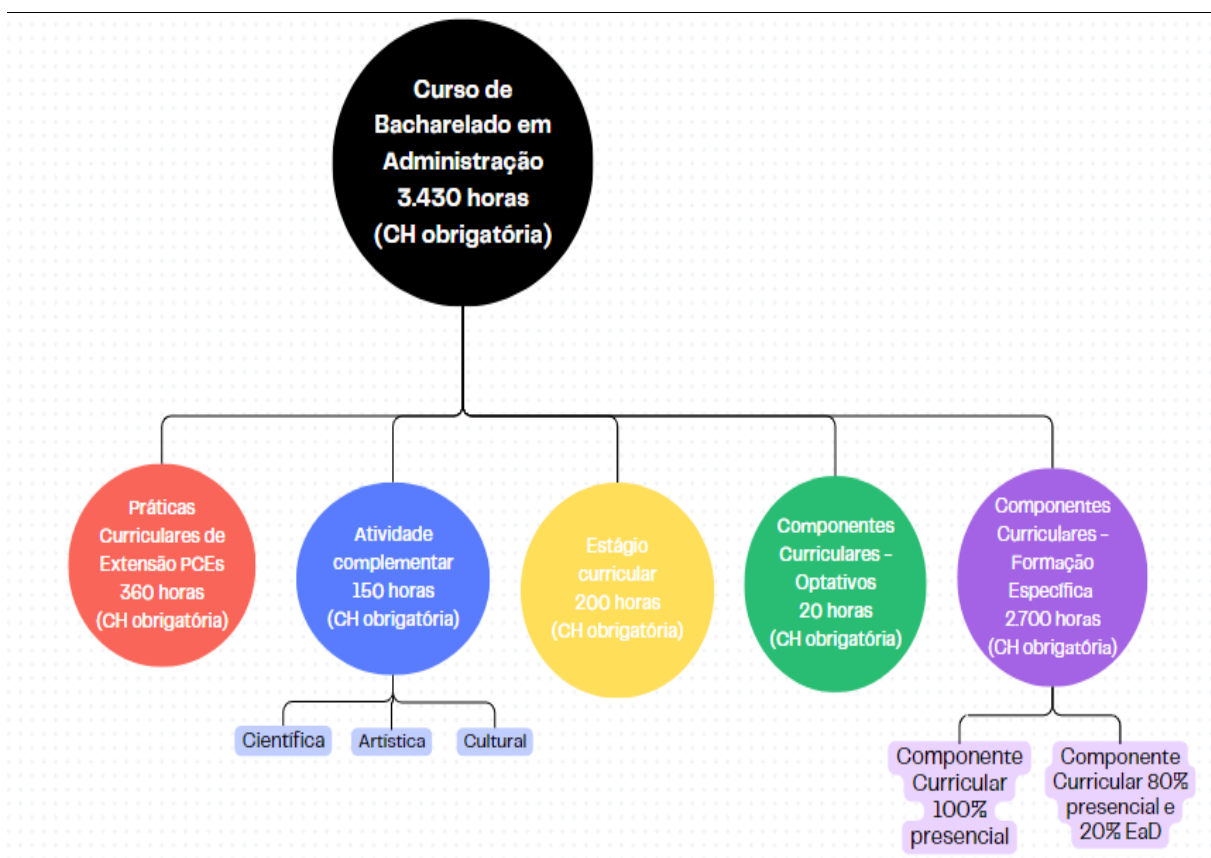 Curso de
Bacharelado em
Administração
3.430 horas
(CH obrigatória)
Práticas
Curriculares de
Extensão PCEs
360 horas
(CH obrigatória)
Atividade
complementar
150 horas
(CH obrigatória)
Estágio
curricular
200 horas
(CH obrigatória)
Componentes
Curriculares -
Optativos
20 horas
(CH obrigatória)
Componentes
Curriculares -
Formação
Específica
2.700 horas
(CH obrigatória)
Científica
Artística
Cultural
Componente
Curricular
100%
presencial
Componente
Curricular 80%
presencial e
20% EaD